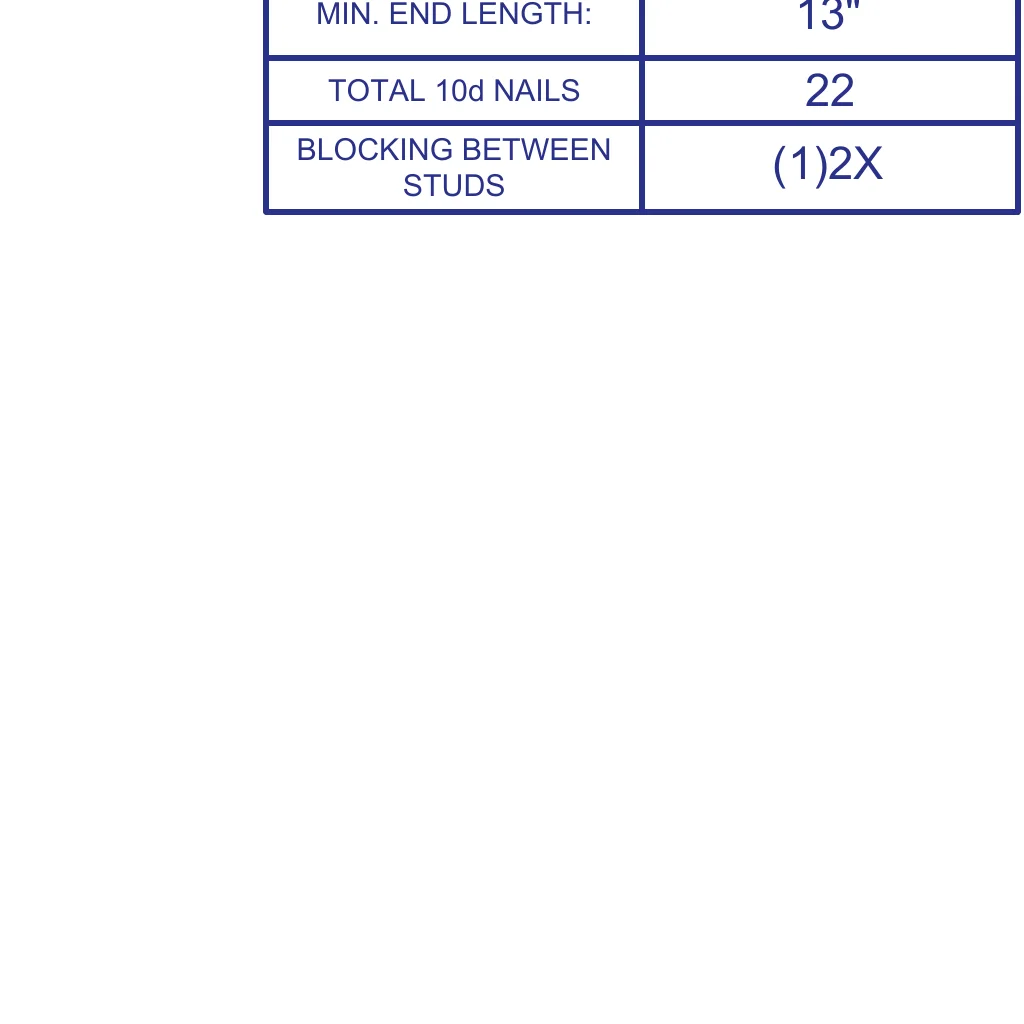 MIN. END LENGTH: 13"
TOTAL 10d NAILS 22
BLOCKING BETWEEN
STUDS
(1)2X